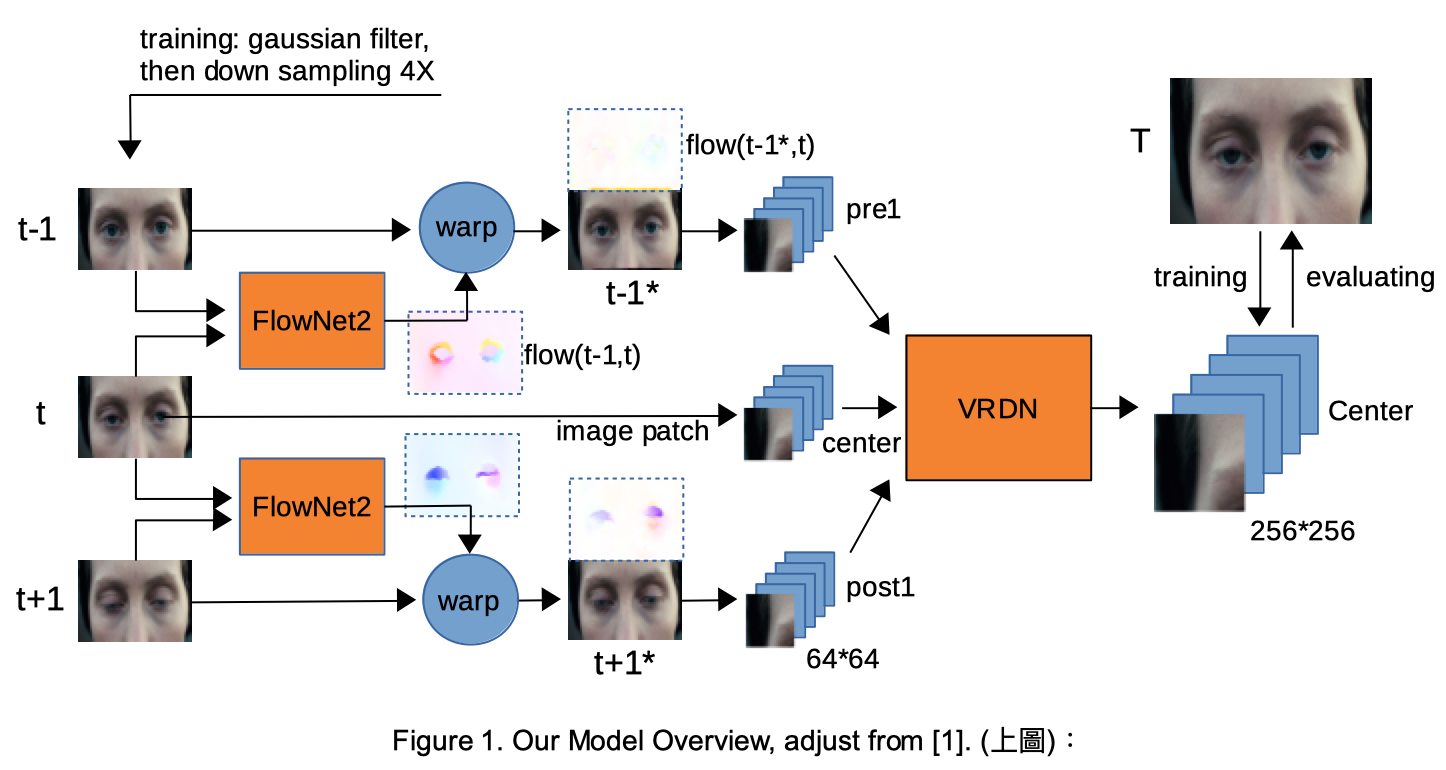 training: gaussian filter,
then down sampling 4X
flow(t-1*,t)
T
t-1
warp
pre1
t-1*
training
evaluating
FlowNet2
flow(t-1,t)
t
image patch
center
VRDN
Center
FlowNet2
256*256
t+1
warp
post1
64*64
t+1*
Figure 1. Our Model Overview, adjust from [1]. (上圖)：